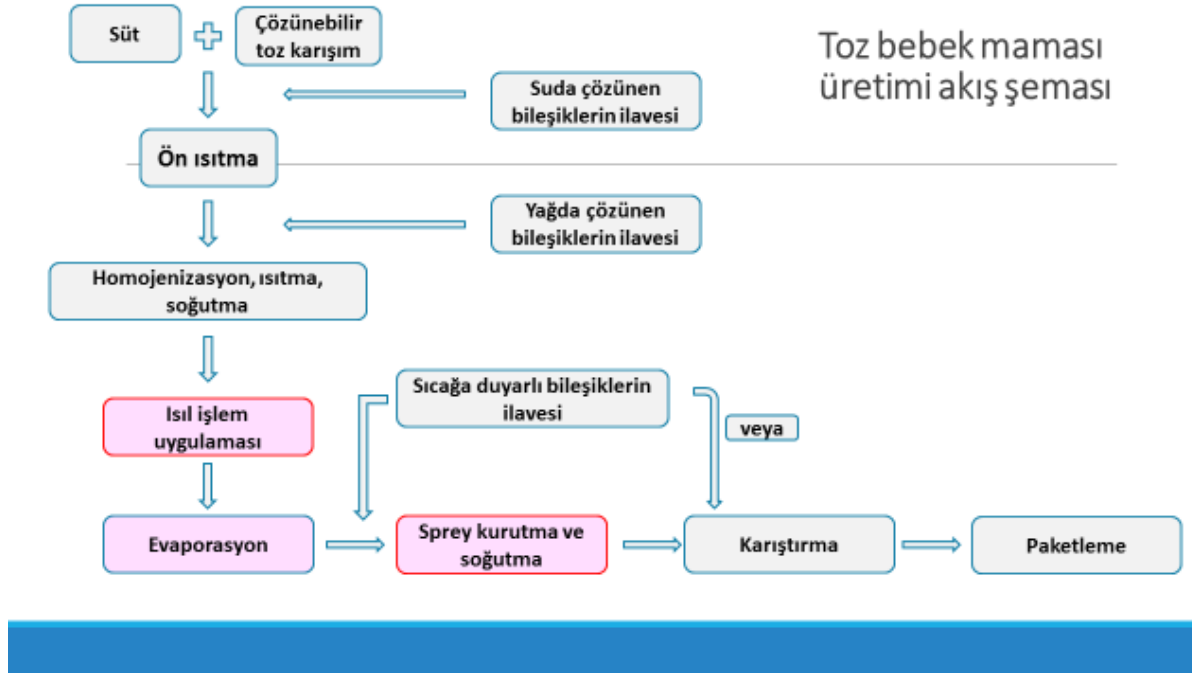 Toz bebek maması
üretimi akış şeması
Süt
Çözünebilir
toz karışım
Suda çözünen
bileşiklerin ilavesi
Ön ısıtma
Yağda çözünen
bileşiklerin ilavesi
Homojenizasyon, ısıtma,
soğutma
Sıcağa duyarlı bileşiklerin
ilavesi
veya
Isıl işlem
uygulaması
Evaporasyon
Sprey kurutma ve
soğutma
Karıştırma
Paketleme